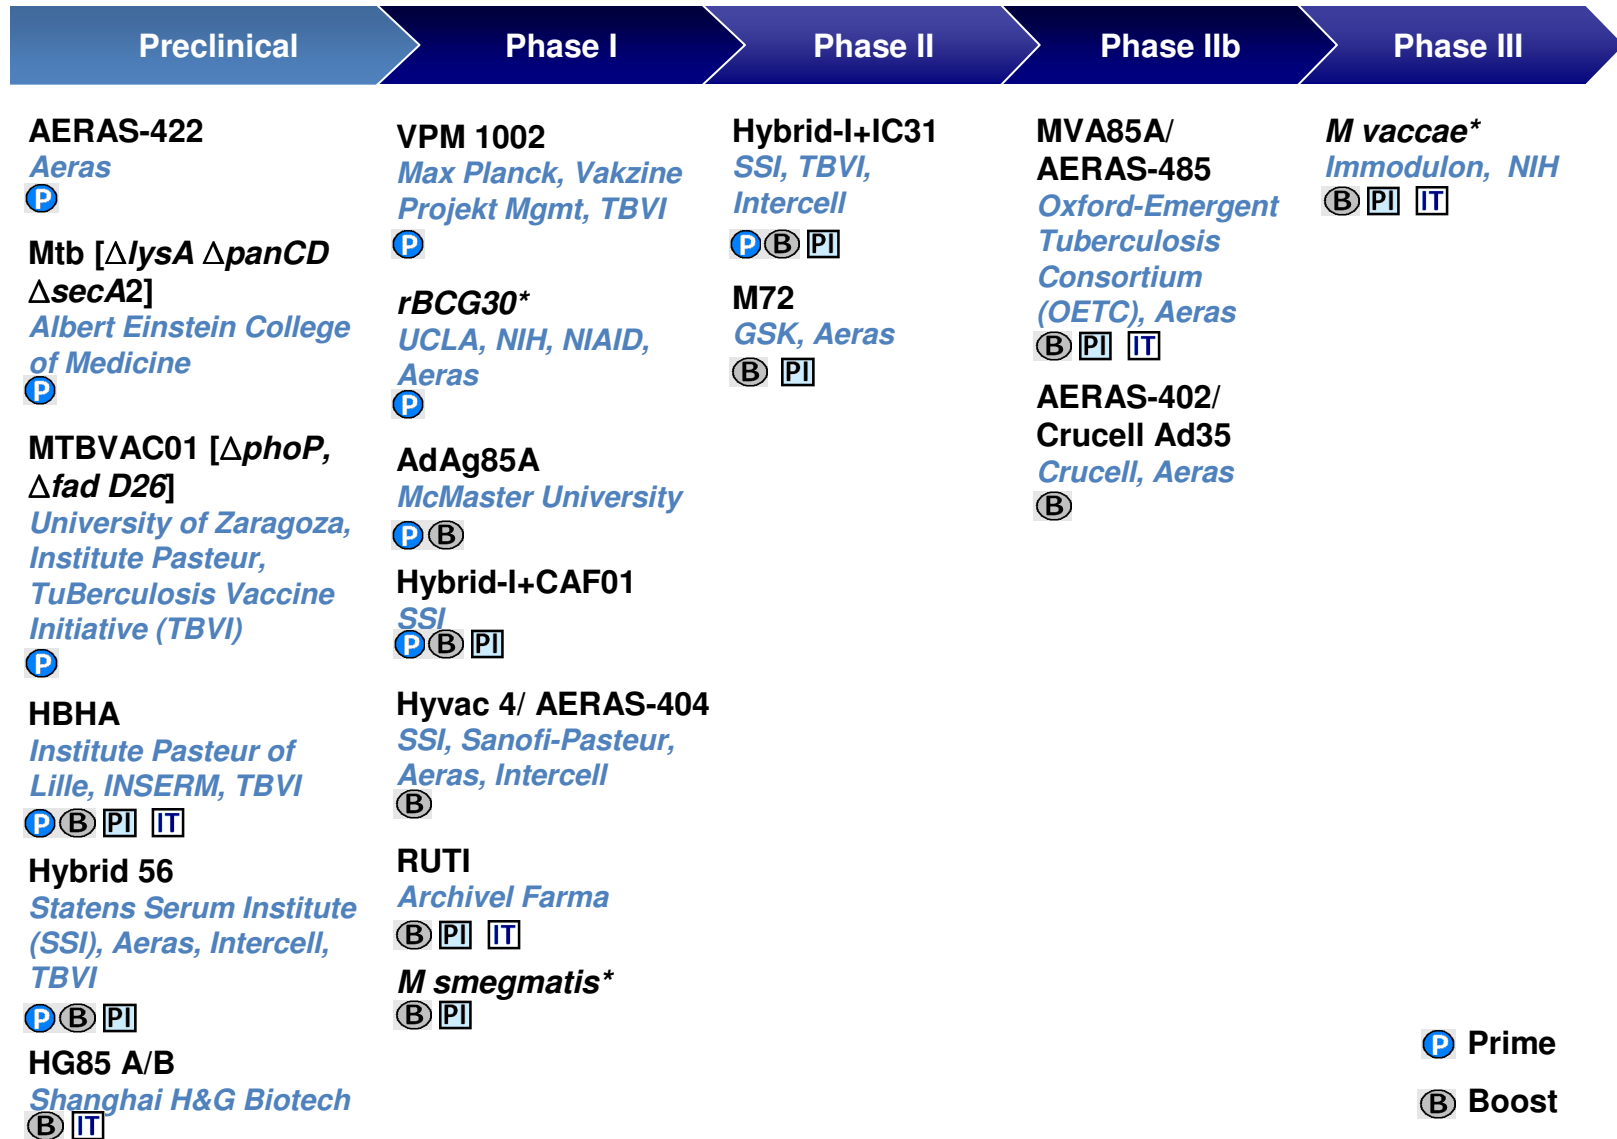 Preclinical
Phase I
Phase II
Phase IIb
Phase III
AERAS-422
Aeras
P
Mtb [ΔlysA ΔpanCD
ΔsecA2]
Albert Einstein College
of Medicine
P
MTBVAC01 [ΔphoP,
Δfad D26]
University of Zaragoza,
Institute Pasteur,
TuBerculosis Vaccine
Initiative (TBVI)
P
HBHA
Institute Pasteur of
Lille, INSERM, TBVI
P B PI IT
Hybrid 56
Statens Serum Institute
(SSI), Aeras, Intercell,
TBVI
P B PI
HG85 A/B
Shanghai H&G Biotech
B IT
VPM 1002
Max Planck, Vakzine
Projekt Mgmt, TBVI
P
rBCG30*
UCLA, NIH, NIAID,
Aeras
P
AdAg85A
McMaster University
P B
Hybrid-I+CAF01
SSI
P B PI
Hyvac 4/ AERAS-404
SSI, Sanofi-Pasteur,
Aeras, Intercell
B
RUTI
Archivel Farma
B PI IT
M smegmatis*
B PI
Hybrid-I+IC31
SSI, TBVI,
Intercell
P B PI
M72
GSK, Aeras
B PI
MVA85A/
AERAS-485
Oxford-Emergent
Tuberculosis
Consortium
(OETC), Aeras
B PI IT
AERAS-402/
Crucell Ad35
Crucell, Aeras
B
M vaccae*
Immodulon, NIH
B PI IT
P Prime
B Boost